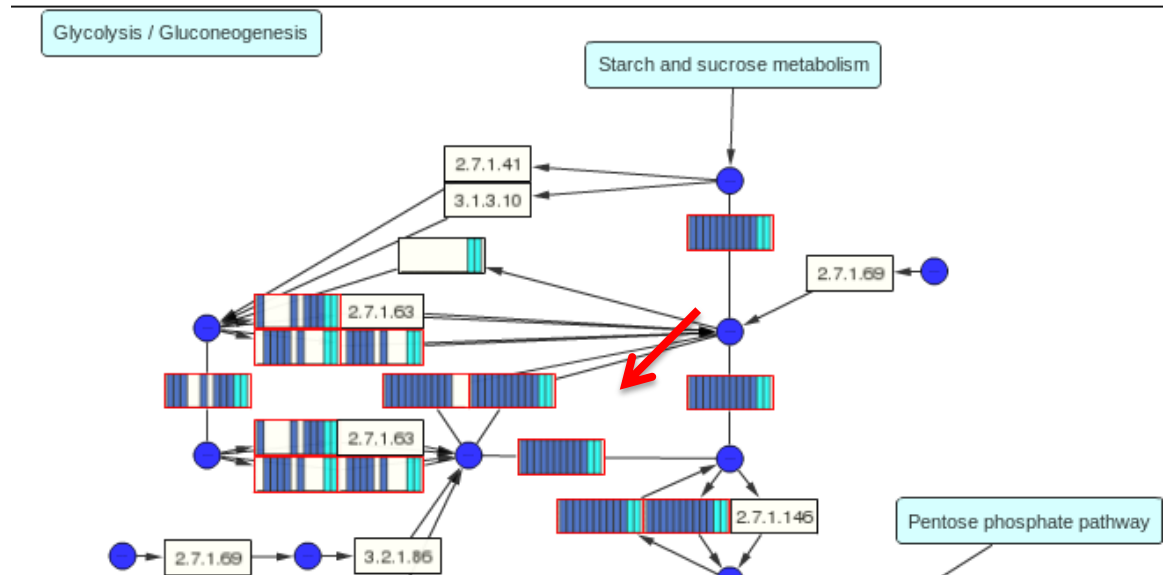 Glycolysis / Gluconeogenesis
Starch and sucrose metabolism
2.7.1.41
3.1.3.10
2.7.1.69
2.7.1.63
2.7.1.63
2.7.1.146
Pentose phosphate pathway
2.7.1.69
3.2.1.86